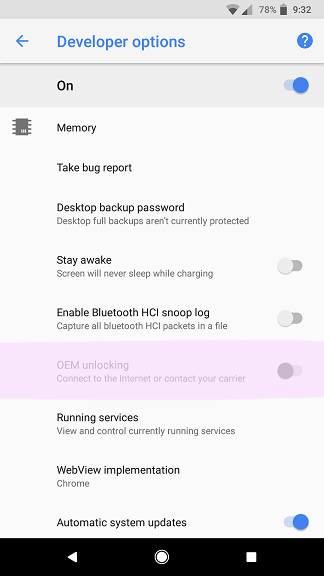 78% 9:32
Developer options
On
Memory
Take bug report
Desktop backup password
Desktop full backups aren't currently protected
Stay awake
Screen will never sleep while charging
Enable Bluetooth HCI snoop log
Capture all bluetooth HCI packets in a file
OEM unlocking
Connect to the Internet or contact your carrier
Running services
View and control currently running services
WebView implementation
Chrome
Automatic system updates